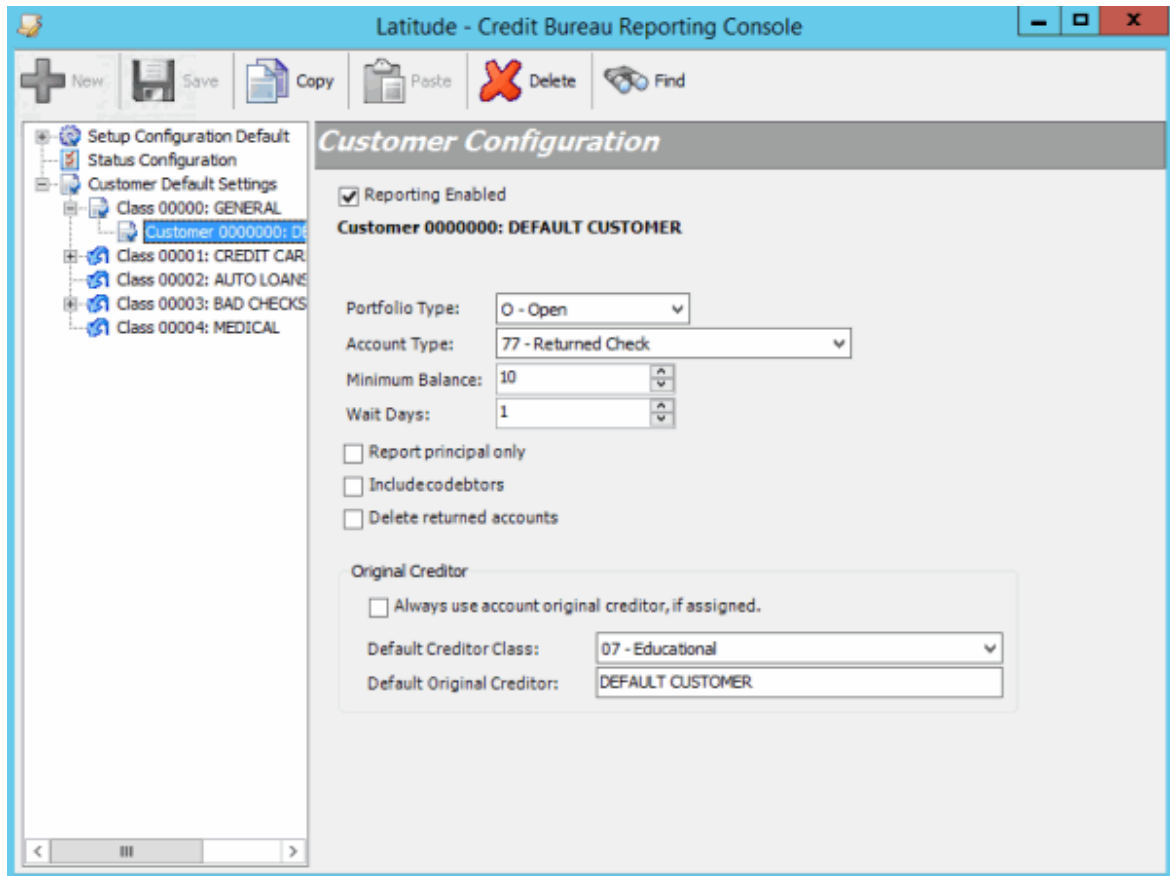 Latitude - Credit Bureau Reporting Console
New Save Copy Paste Delete Find
Setup Configuration Default
Status Configuration
Customer Default Settings
Class 00000: GENERAL
Customer 0000000: DE
Class 00001: CREDIT CAR
Class 00002: AUTO LOANS
Class 00003: BAD CHECKS
Class 00004: MEDICAL
Customer Configuration
Reporting Enabled
Customer 0000000: DEFAULT CUSTOMER
Portfolio Type: O - Open
Account Type: 77 - Returned Check
Minimum Balance: 10
Wait Days: 1
Report principal only
Include codebtors
Delete returned accounts
Original Creditor
Always use account original creditor, if assigned.
Default Creditor Class: 07 - Educational
Default Original Creditor: DEFAULT CUSTOMER